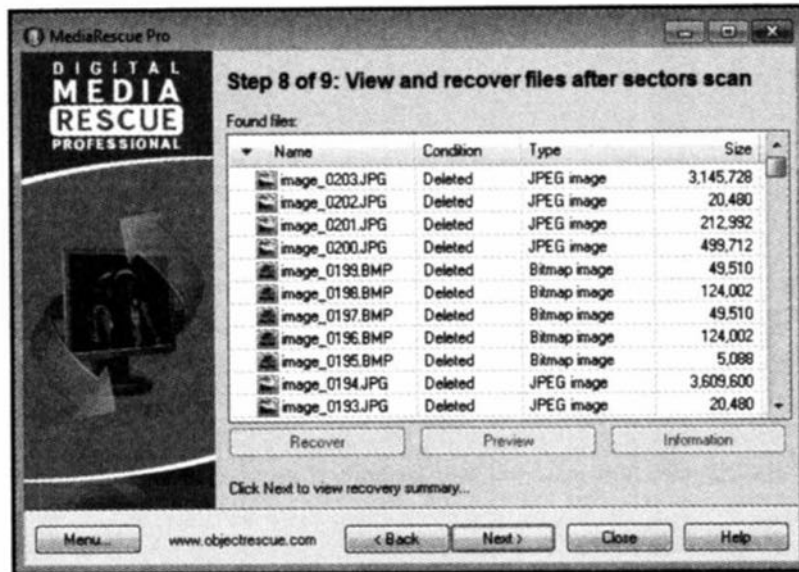 MediaRescue Pro
DIGITAL
MEDIA
RESCUE
PROFESSIONAL
Step 8 of 9: View and recover files after sectors scan
Found files:
Name Condition Type Size
image_0203.JPG Deleted JPEG image 3,145,728
image_0202.JPG Deleted JPEG image 20,480
image_0201.JPG Deleted JPEG image 212,992
image_0200.JPG Deleted JPEG image 499,712
image_0199.BMP Deleted Bitmap image 49,510
image_0198.BMP Deleted Bitmap image 124,002
image_0197.BMP Deleted Bitmap image 49,510
image_0196.BMP Deleted Bitmap image 124,002
image_0195.BMP Deleted Bitmap image 5,088
image_0194.JPG Deleted JPEG image 3,609,600
image_0193.JPG Deleted JPEG image 20,480
Recover Preview Information
Click Next to view recovery summary...
Menu... www.objectrescue.com < Back Next > Close Help